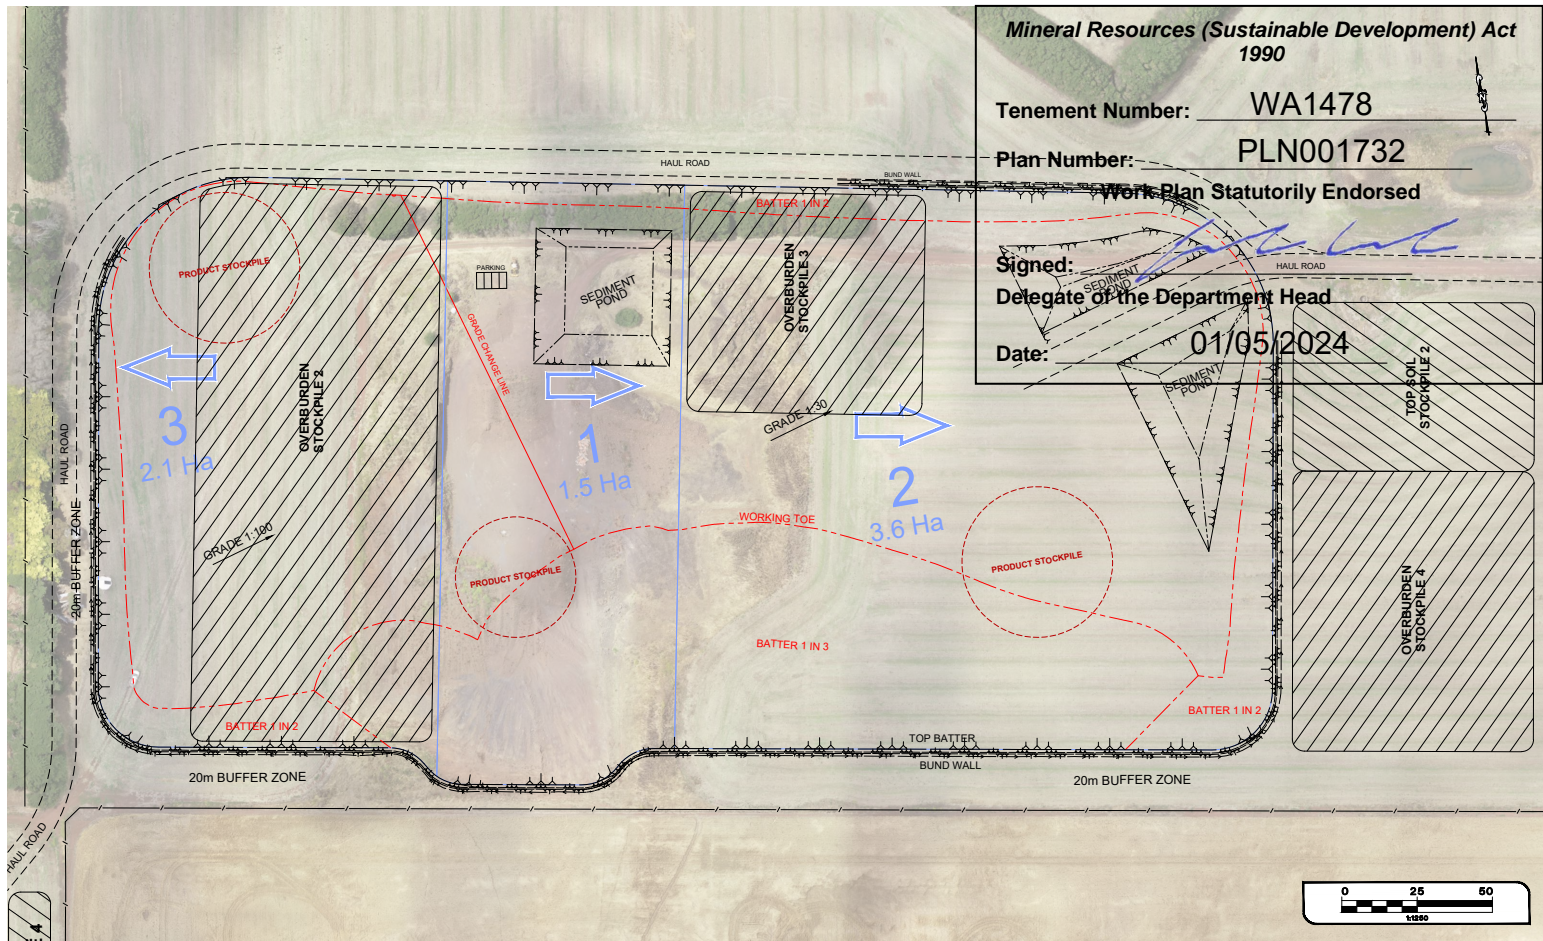 Mineral Resources (Sustainable Development) Act
1990
Tenement Number: WA1478
Plan Number: PLN001732
Work Plan Statutorily Endorsed
Signed:
Delegate of the Department Head
Date: 01/05/2024
N
HAUL ROAD
BUND WALL
BATTER 1 IN 2
PRODUCT STOCKPILE
PARKING
SEDIMENT
POND
OVERBURDEN
STOCKPILE 3
SEDIMENT
POND
HAUL ROAD
GRADE CHANGE LINE
OVERBURDEN
STOCKPILE 2
SEDIMENT
POND
TOP SOIL
STOCKPILE 2
3
2.1 Ha
1
1.5 Ha
GRADE 1:30
2
3.6 Ha
HAUL ROAD
20m BUFFER ZONE
GRADE 1:100
WORKING TOE
PRODUCT STOCKPILE
PRODUCT STOCKPILE
OVERBURDEN
STOCKPILE 4
BATTER 1 IN 3
BATTER 1 IN 2
BATTER 1 IN 2
TOP BATTER
BUND WALL
20m BUFFER ZONE
20m BUFFER ZONE
HAUL ROAD
E 4
0 25 50
1:1250